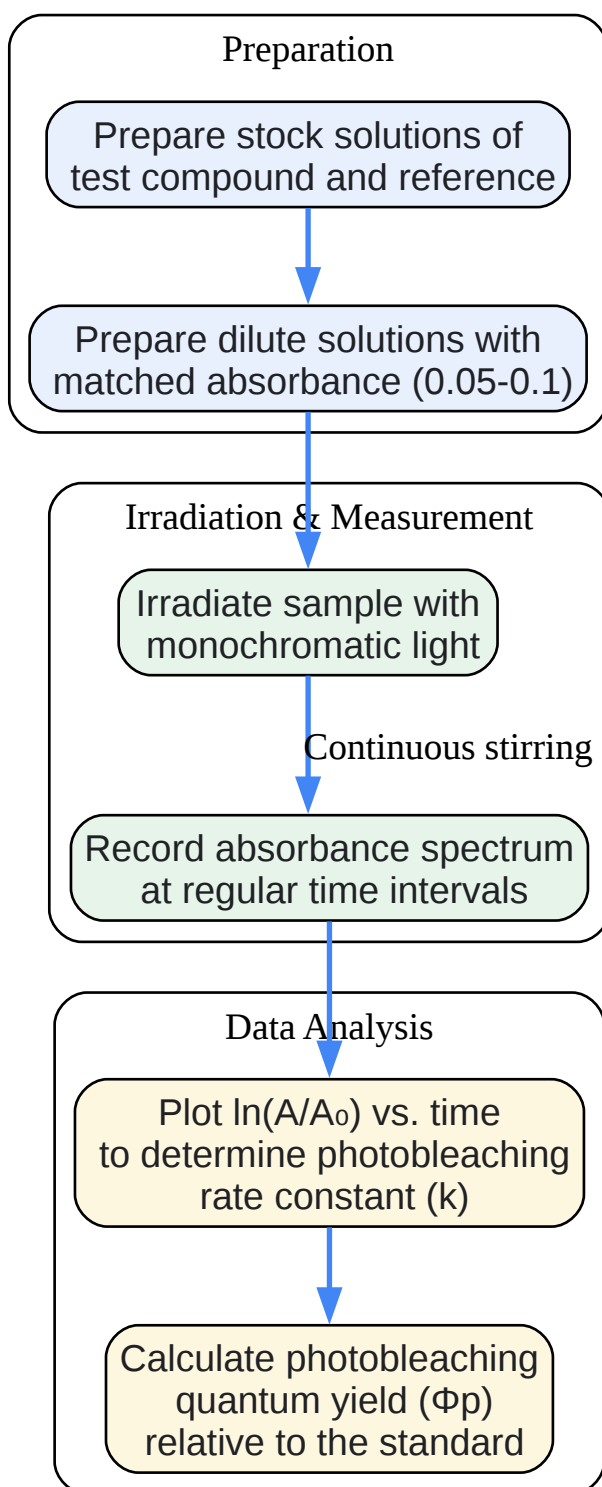 Preparation
Prepare stock solutions of
test compound and reference
Prepare dilute solutions with
matched absorbance (0.05-0.1)
Irradiation & Measurement
Irradiate sample with
monochromatic light
Continuous stirring
Record absorbance spectrum
at regular time intervals
Data Analysis
Plot ln(A/A₀) vs. time
to determine photobleaching
rate constant (k)
Calculate photobleaching
quantum yield (Φp)
relative to the standard